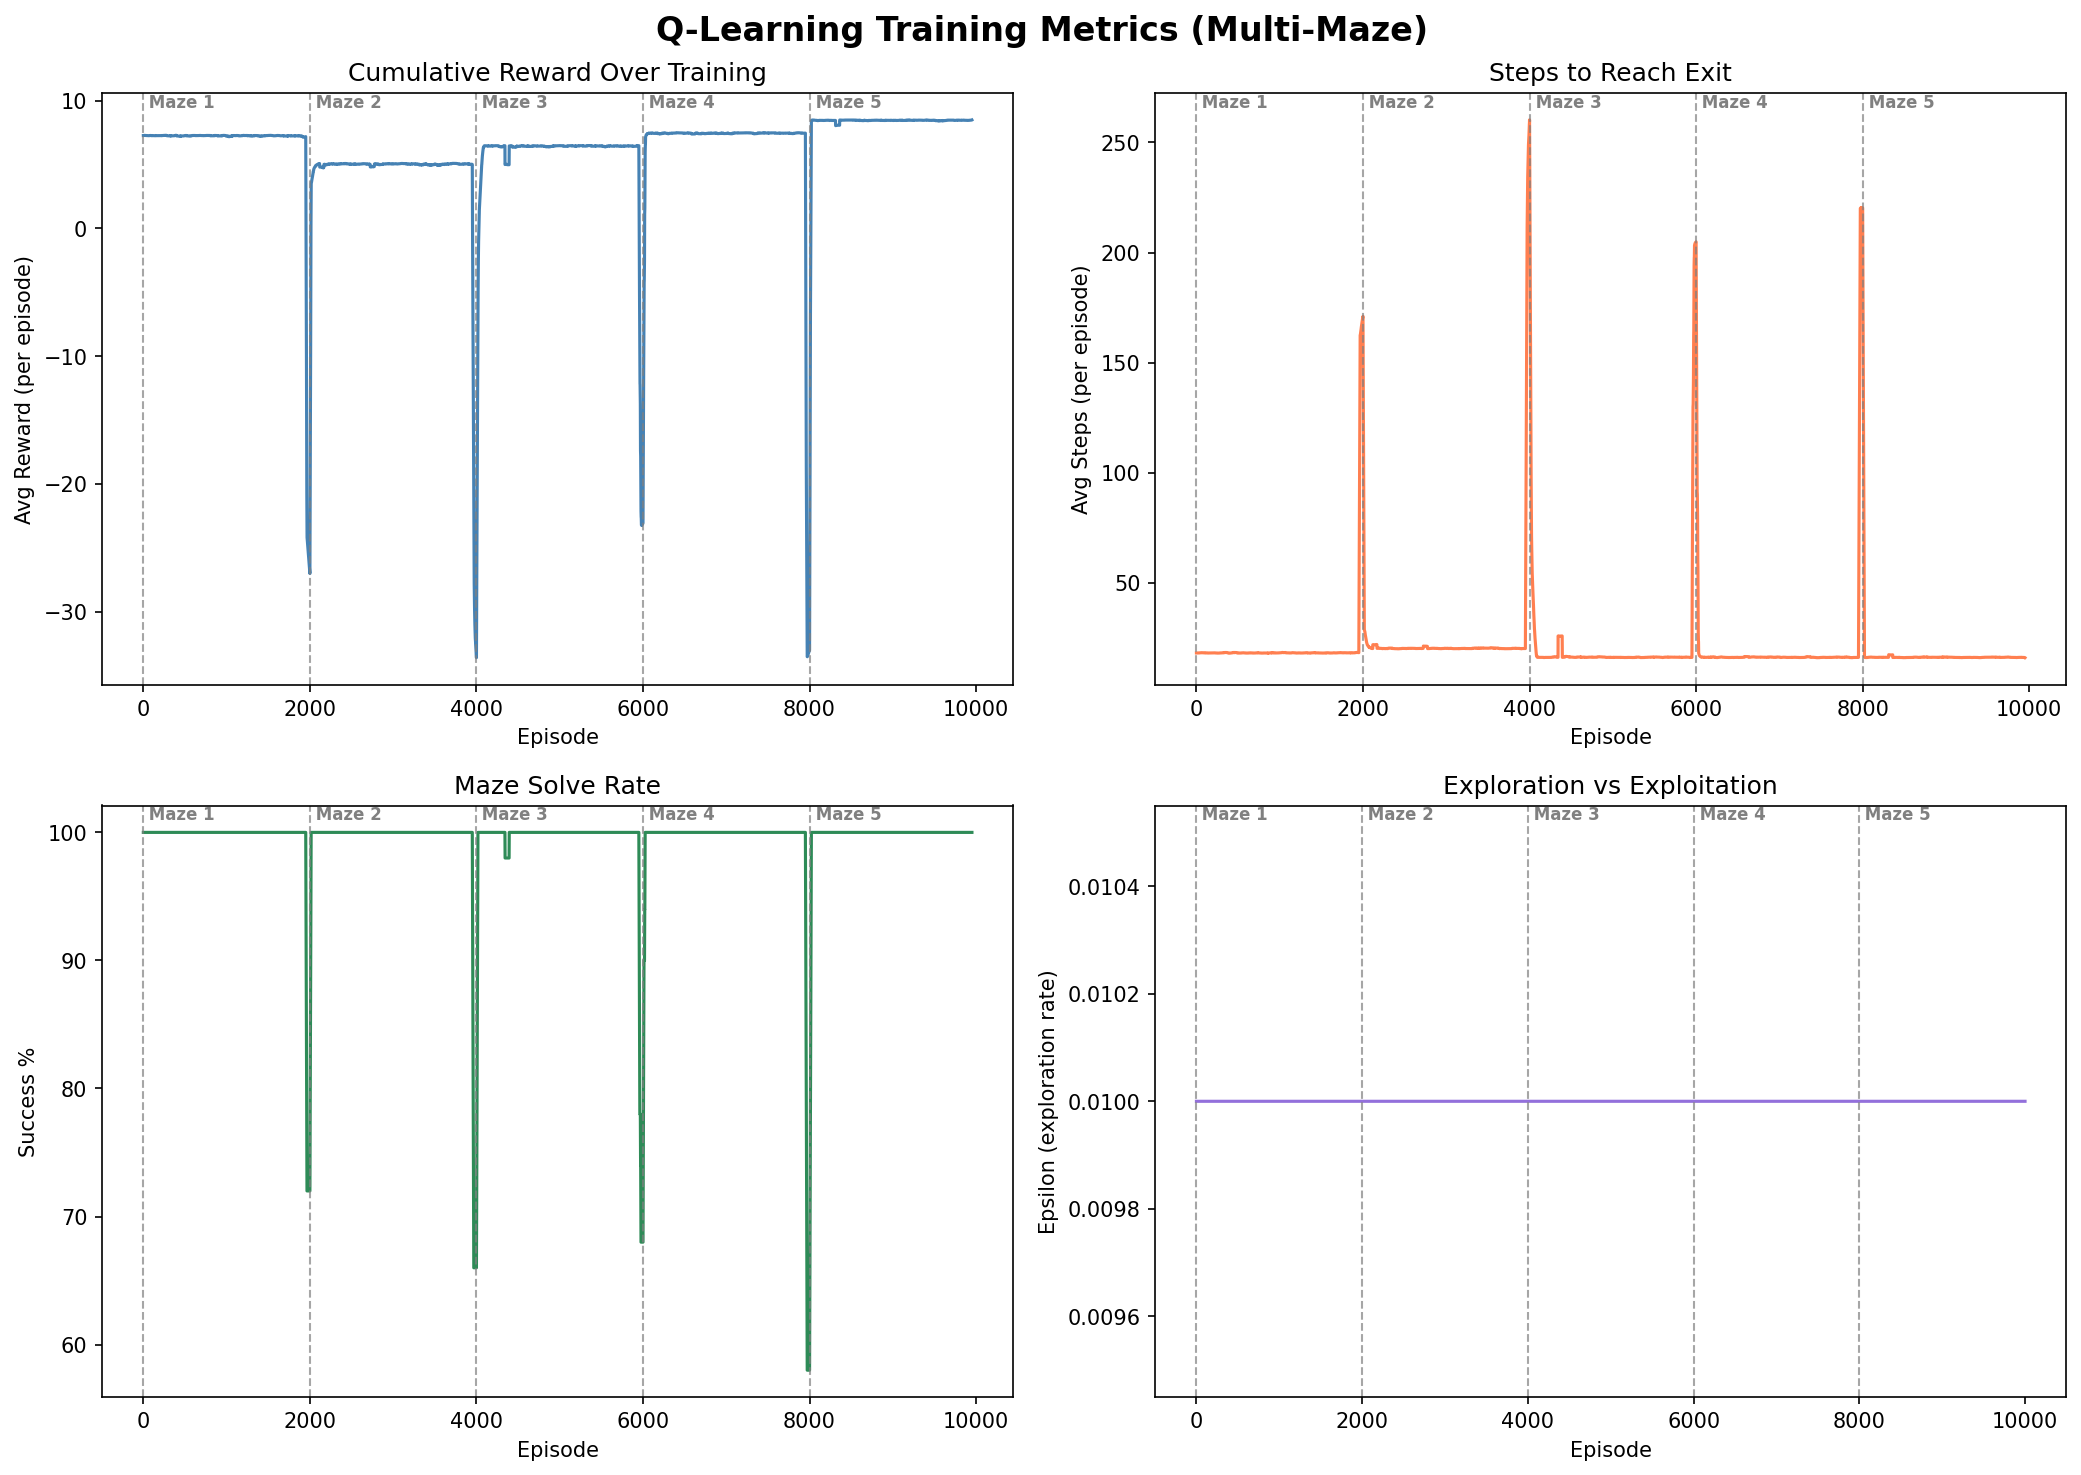 Q-Learning Training Metrics (Multi-Maze)
Cumulative Reward Over Training
Maze 1 Maze 2 Maze 3 Maze 4 Maze 5
10
0
−10
−20
−30
Avg Reward (per episode)
0 2000 4000 6000 8000 10000
Episode
Steps to Reach Exit
Maze 1 Maze 2 Maze 3 Maze 4 Maze 5
250
200
150
100
50
Avg Steps (per episode)
0 2000 4000 6000 8000 10000
Episode
Maze Solve Rate
Maze 1 Maze 2 Maze 3 Maze 4 Maze 5
100
90
80
70
60
Success %
0 2000 4000 6000 8000 10000
Episode
Exploration vs Exploitation
Maze 1 Maze 2 Maze 3 Maze 4 Maze 5
0.0104
0.0102
0.0100
0.0098
0.0096
Epsilon (exploration rate)
0 2000 4000 6000 8000 10000
Episode